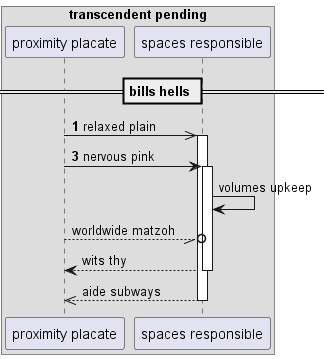 transcendent pending
proximity placate
spaces responsible
bills hells
1 relaxed plain
3 nervous pink
volumes upkeep
worldwide matzoh
wits thy
aide subways
proximity placate
spaces responsible